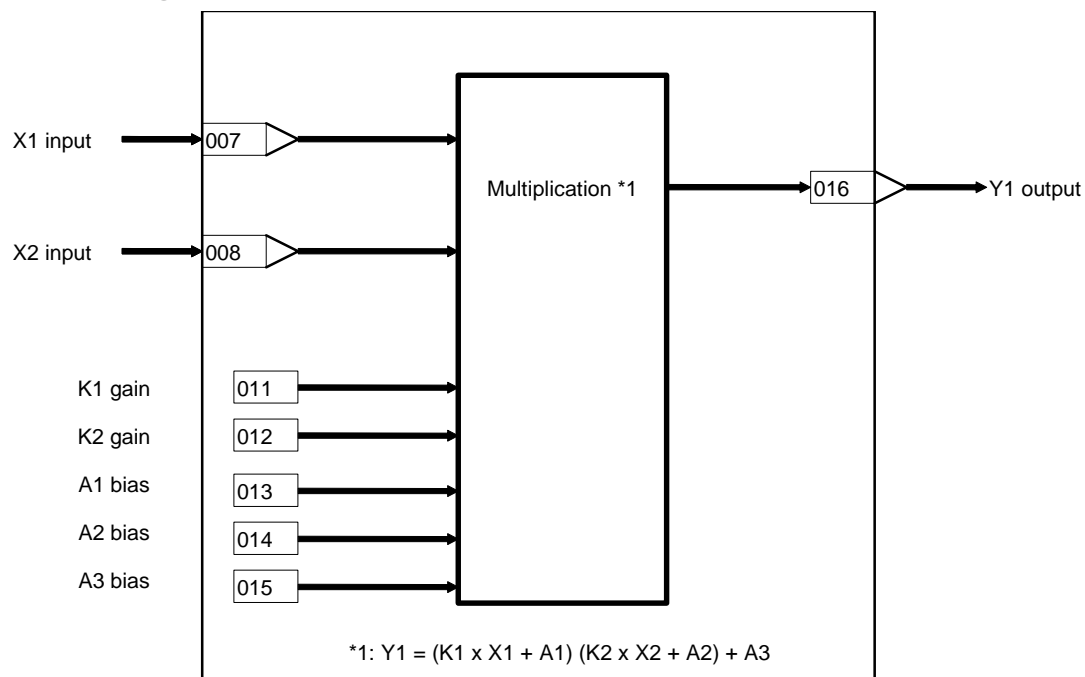 X1 input
007
Multiplication *1
016
Y1 output
X2 input
008
K1 gain
011
K2 gain
012
A1 bias
013
A2 bias
014
A3 bias
015
*1: Y1 = (K1 x X1 + A1) (K2 x X2 + A2) + A3